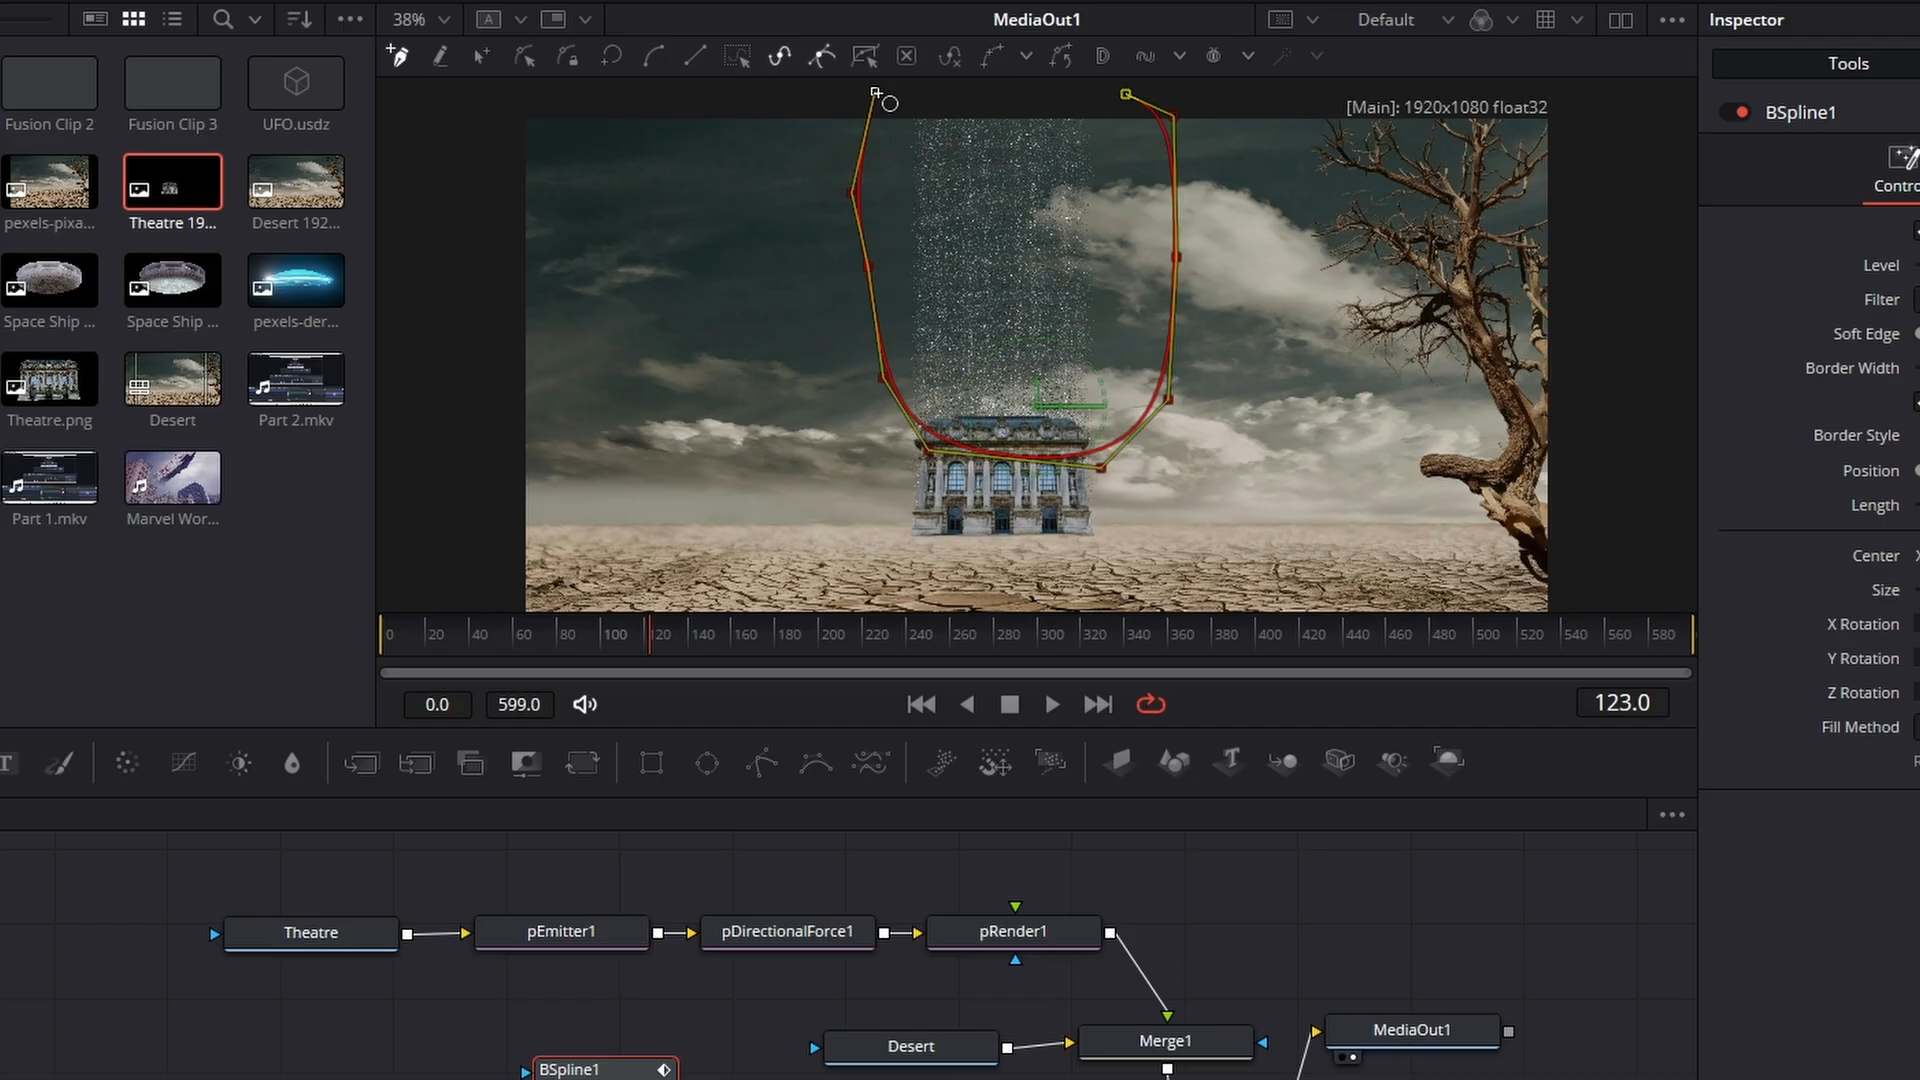 38%
A
MediaOut1
Default
Inspector
Tools
Fusion Clip 2
Fusion Clip 3
UFO.usdz
[Main]: 1920x1080 float32
BSpline1
pexels-pixa...
Theatre 19...
Desert 192...
Level
Filter
Soft Edge
Space Ship ...
Space Ship ...
pexels-der...
Border Width
Theatre.png
Desert
Part 2.mkv
Border Style
Position
Length
Part 1.mkv
Marvel Wor...
Center
X
Size
X Rotation
Y Rotation
Z Rotation
Fill Method
0 20 40 60 80 100 120 140 160 180 200 220 240 260 280 300 320 340 360 380 400 420 440 460 480 500 520 540 560 580
0.0
599.0
123.0
T
Theatre
pEmitter1
pDirectionalForce1
pRender1
Desert
Merge1
MediaOut1
BSpline1